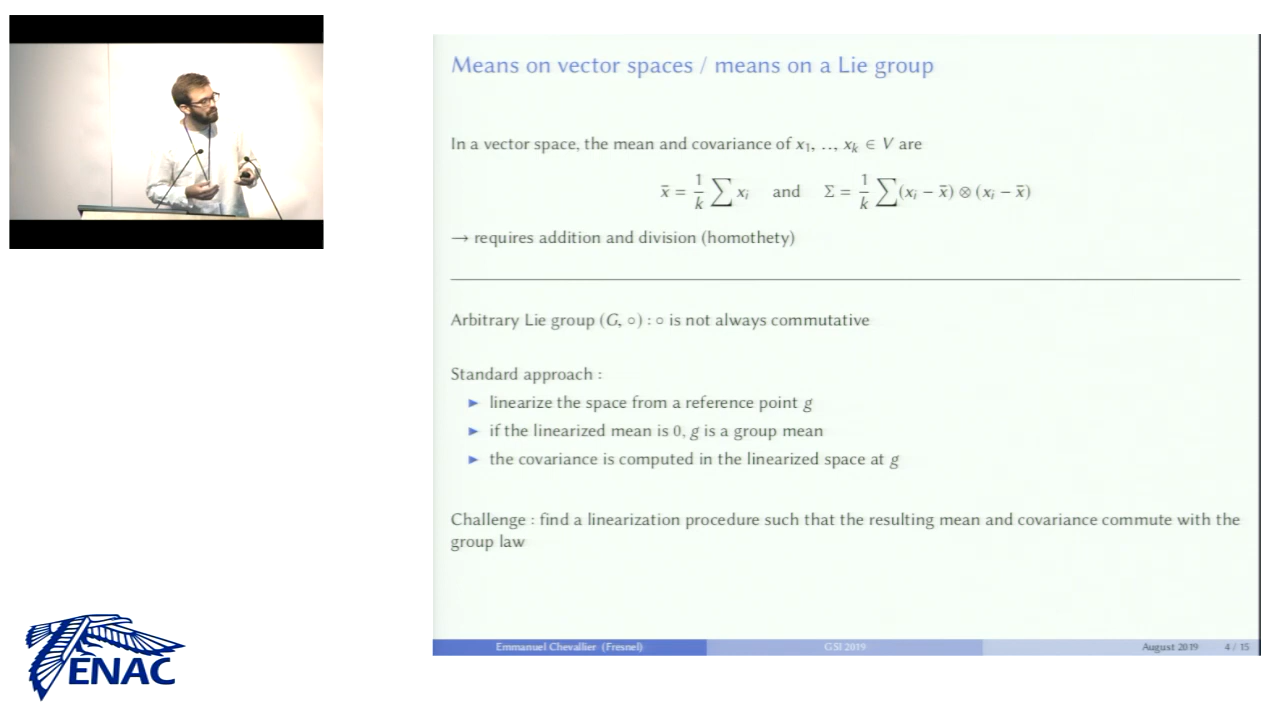 Means on vector spaces / means on a Lie group
In a vector space, the mean and covariance of x₁, .., xₖ ∈ V are
x̄ = 1/k ∑ xᵢ and Σ = 1/k ∑(xᵢ − x̄) ⊗ (xᵢ − x̄)
→ requires addition and division (homothety)
Arbitrary Lie group (G, ∘) : ∘ is not always commutative
Standard approach :
► linearize the space from a reference point g
► if the linearized mean is 0, g is a group mean
► the covariance is computed in the linearized space at g
Challenge : find a linearization procedure such that the resulting mean and covariance commute with the
group law
Emmanuel Chevallier (Fresnel) GSI 2019 August 2019 4 / 15
ENAC